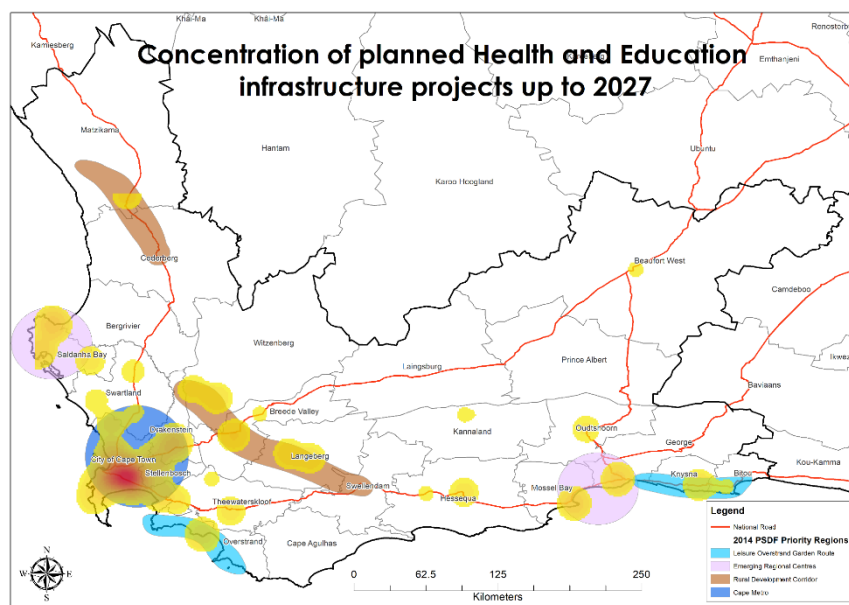 Khâi-Ma
Khâi-Ma
Kamiesberg
Renosterb
Concentration of planned Health and Education
infrastructure projects up to 2027
Emthanjeni
Matzikama
Hantam
Ubuntu
Karoo Hoogland
Cederberg
Beaufort West
Camdeboo
Bergrivier
Witzenberg
Saldanha Bay
Prince Albert
Ikwez
Laingsburg
Swartland
Baviaans
Breede Valley
Drakenstein
Kannaland
Oudtshoorn
George
City of Cape Town
Langeberg
Kou-Kamma
Stellenbosch
Knysna
Bitou
Swellendam
Mossel Bay
Hessequa
Theewaterskloof
Overstrand
Cape Agulhas
Legend
National Road
2014 PSDF Priority Regions
Leisure Overstrand Garden Route
Emerging Regional Centres
Rural Development Corridor
Cape Metro
N
W
E
S
0
62.5
125
250
Kilometers